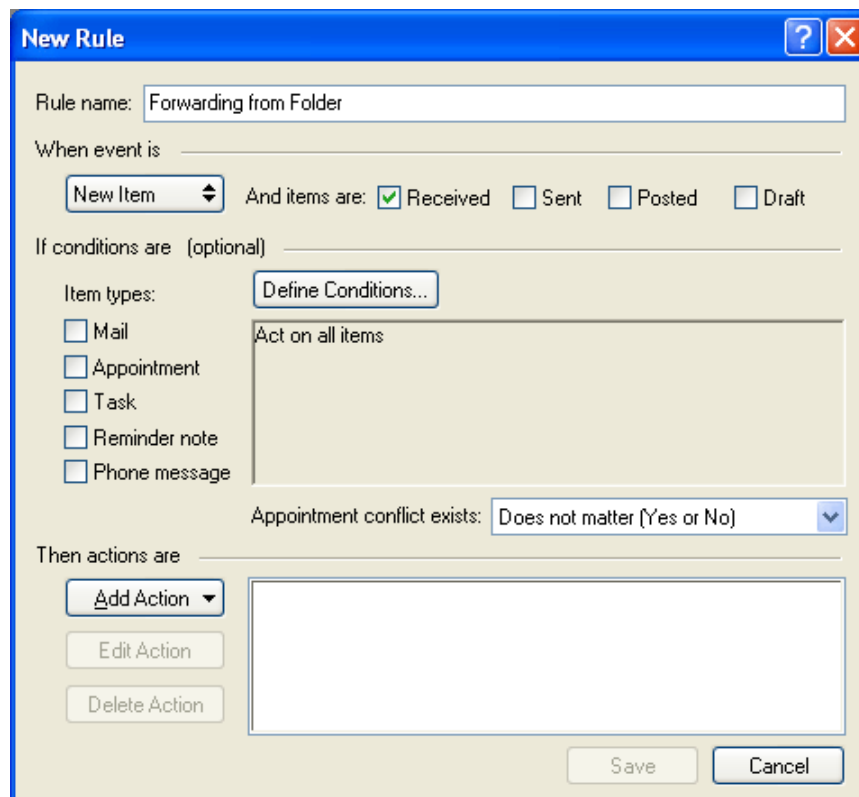 New Rule
Rule name: Forwarding from Folder
When event is
New Item And items are: Received Sent Posted Draft
If conditions are (optional)
Item types: Define Conditions...
Mail
Act on all items
Appointment
Task
Reminder note
Phone message
Appointment conflict exists: Does not matter (Yes or No)
Then actions are
Add Action
Edit Action
Delete Action
Save Cancel